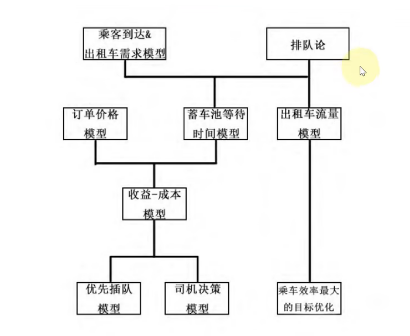 乘客到达&
出租车需求模型
排队论
订单价格
模型
蓄车池等待
时间模型
出租车流量
模型
收益-成本
模型
优先插队
模型
司机决策
模型
乘车效率最大
的目标优化